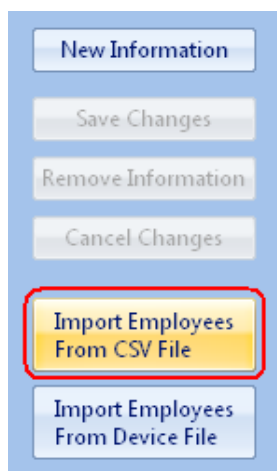 New Information
Save Changes
Remove Information
Cancel Changes
Import Employees
From CSV File
Import Employees
From Device File